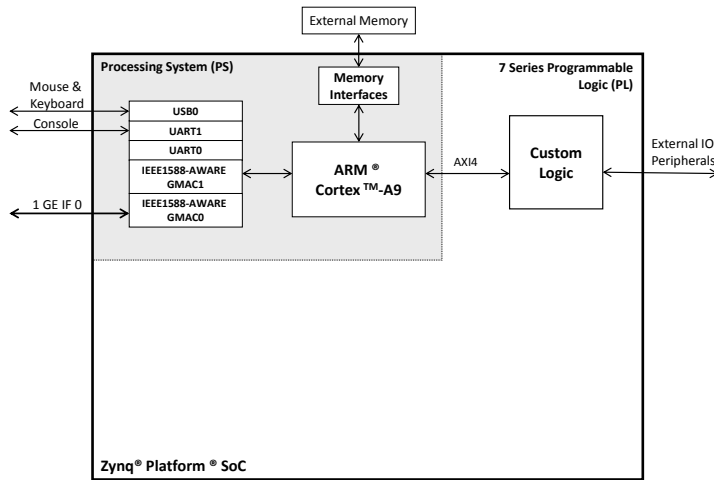 External Memory
Processing System (PS)
7 Series Programmable
Logic (PL)
Memory
Interfaces
Mouse &
Keyboard
Console
USB0
UART1
UART0
IEEE1588-AWARE
GMAC1
IEEE1588-AWARE
GMAC0
1 GE IF 0
ARM ®
Cortex ™-A9
AXI4
Custom
Logic
External IO
Peripherals
Zynq® Platform ® SoC